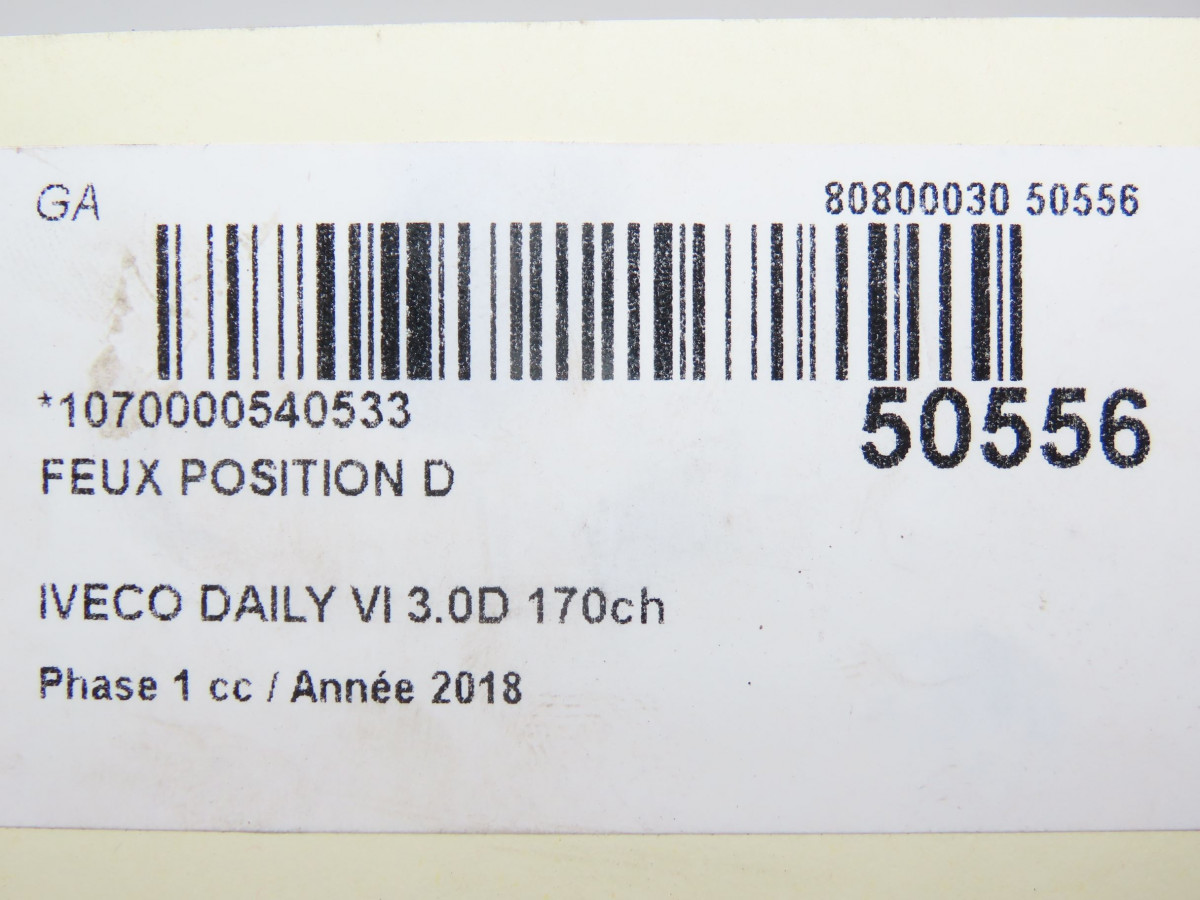 GA
80800030 50556
*1070000540533
50556
FEUX POSITION D
IVECO DAILY VI 3.0D 170ch
Phase 1 cc / Année 2018